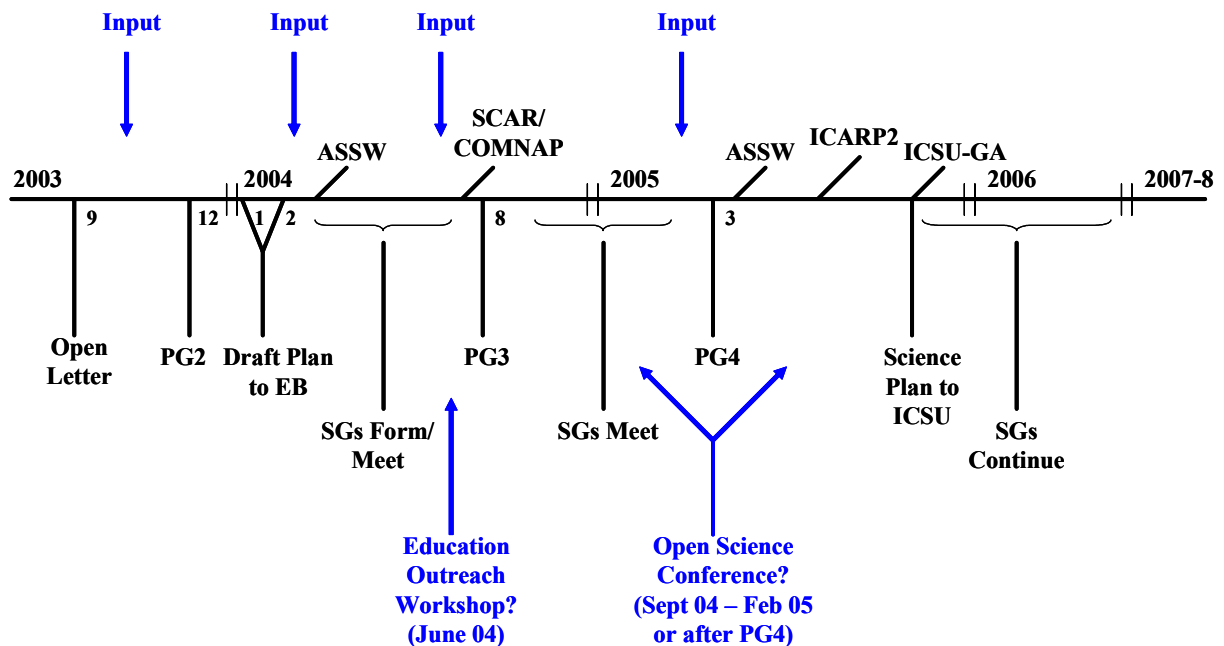 Input Input Input Input
SCAR/
COMNAP
ASSW
ASSW
ICARP2
ICSU-GA
2003 2004 2005 2006 2007-8
9 12 1 2 8 3
Open
Letter
PG2
Draft Plan
to EB
PG3
PG4
Science
Plan to
ICSU
SGs Form/
Meet
SGs Meet
SGs
Continue
Education
Outreach
Workshop?
(June 04)
Open Science
Conference?
(Sept 04 – Feb 05
or after PG4)